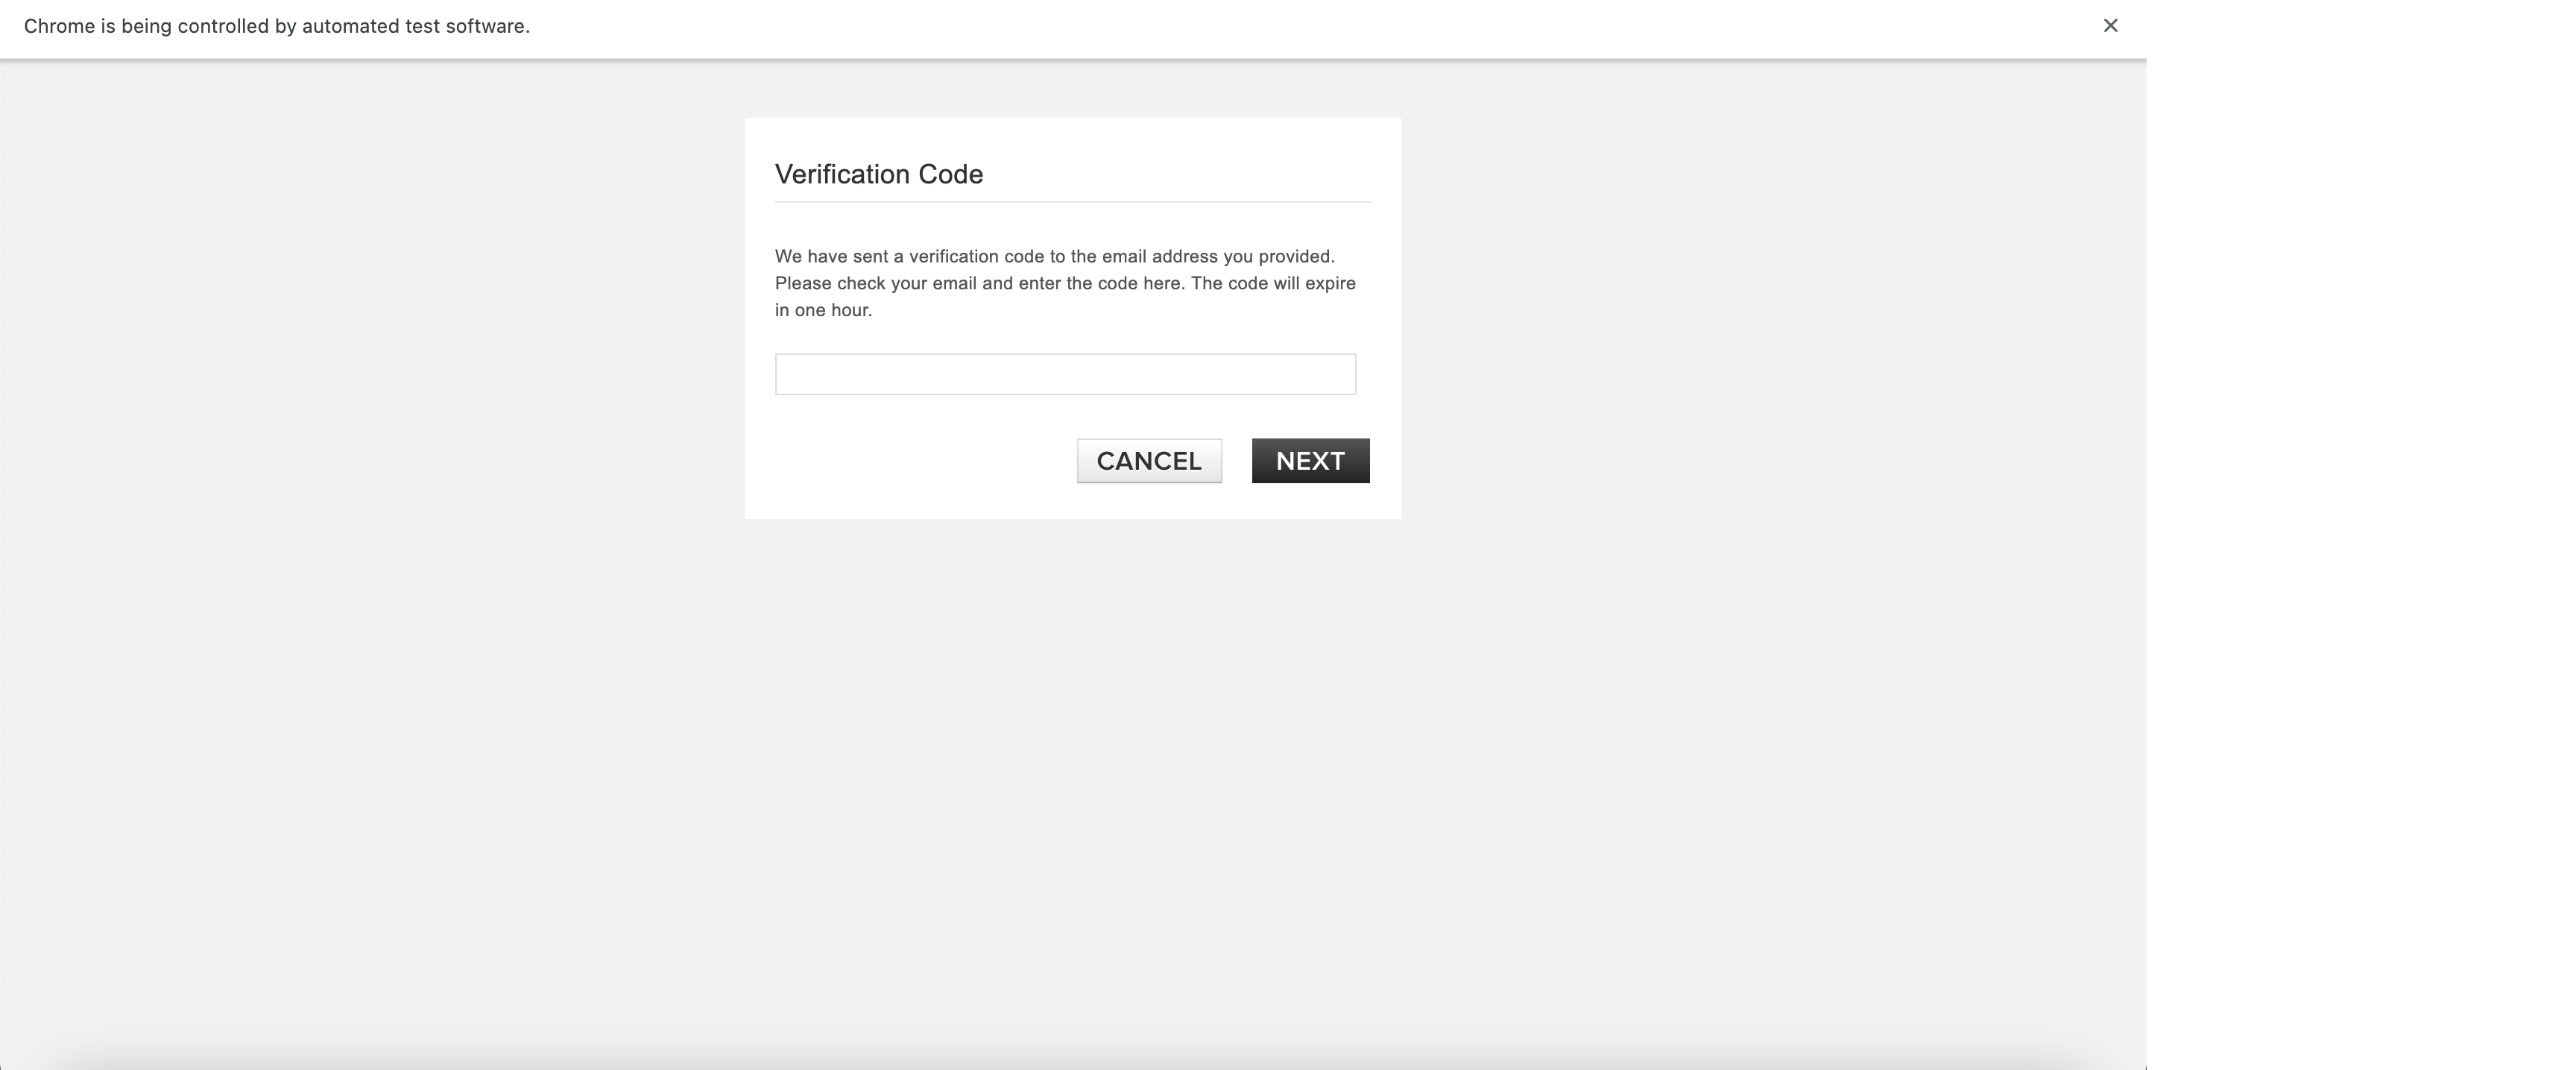 Chrome is being controlled by automated test software.
Verification Code
We have sent a verification code to the email address you provided.
Please check your email and enter the code here. The code will expire
in one hour.
CANCEL NEXT